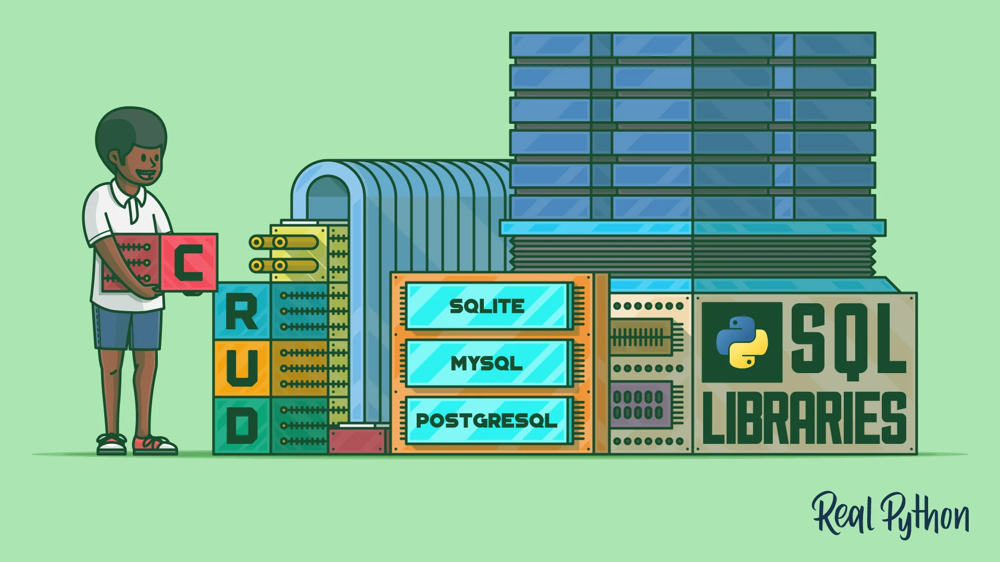 C
R
U
D
SQLITE
MYSQL
POSTGRESQL
SQL
LIBRARIES
Real Python